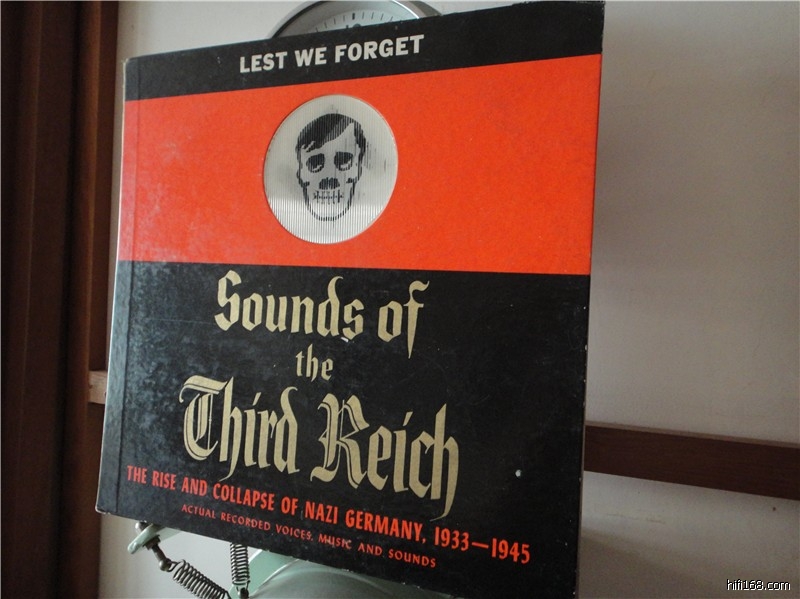 LEST WE FORGET
Sounds of
the
Third Reich
THE RISE AND COLLAPSE OF NAZI GERMANY, 1933—1945
ACTUAL RECORDED VOICES, MUSIC AND SOUNDS
hifi168.com